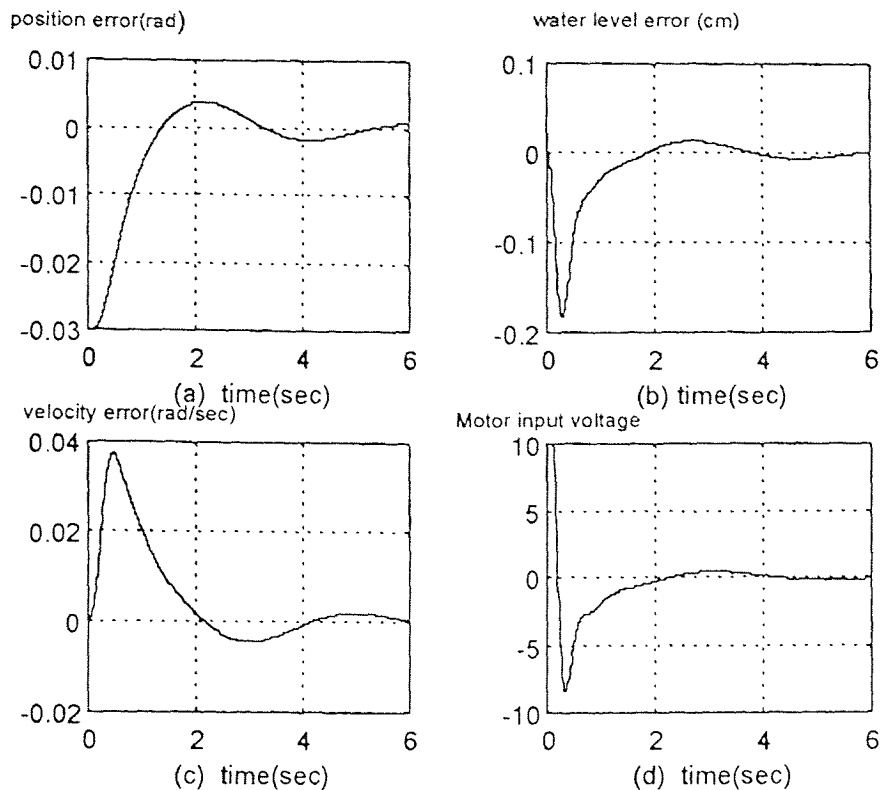 position error(rad)
water level error (cm)
0.01
0
-0.01
-0.02
-0.03
0 2 4 6
(a) time(sec)
0.1
0
-0.1
-0.2
0 2 4 6
(b) time(sec)
velocity error(rad/sec)
Motor input voltage
0.04
0.02
0
-0.02
0 2 4 6
(c) time(sec)
10
5
0
-5
-10
0 2 4 6
(d) time(sec)